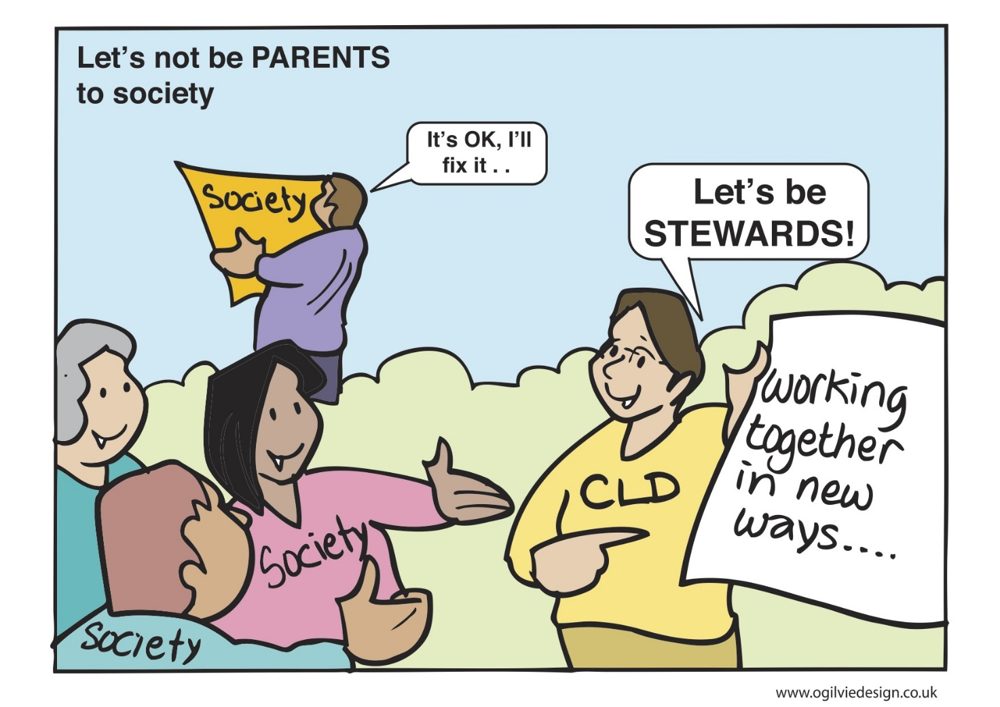 Let's not be PARENTS
to society
It's OK, I'll
fix it . .
Society
Let's be
STEWARDS!
working
together
in new
ways....
CLD
Society
Society
www.ogilviedesign.co.uk